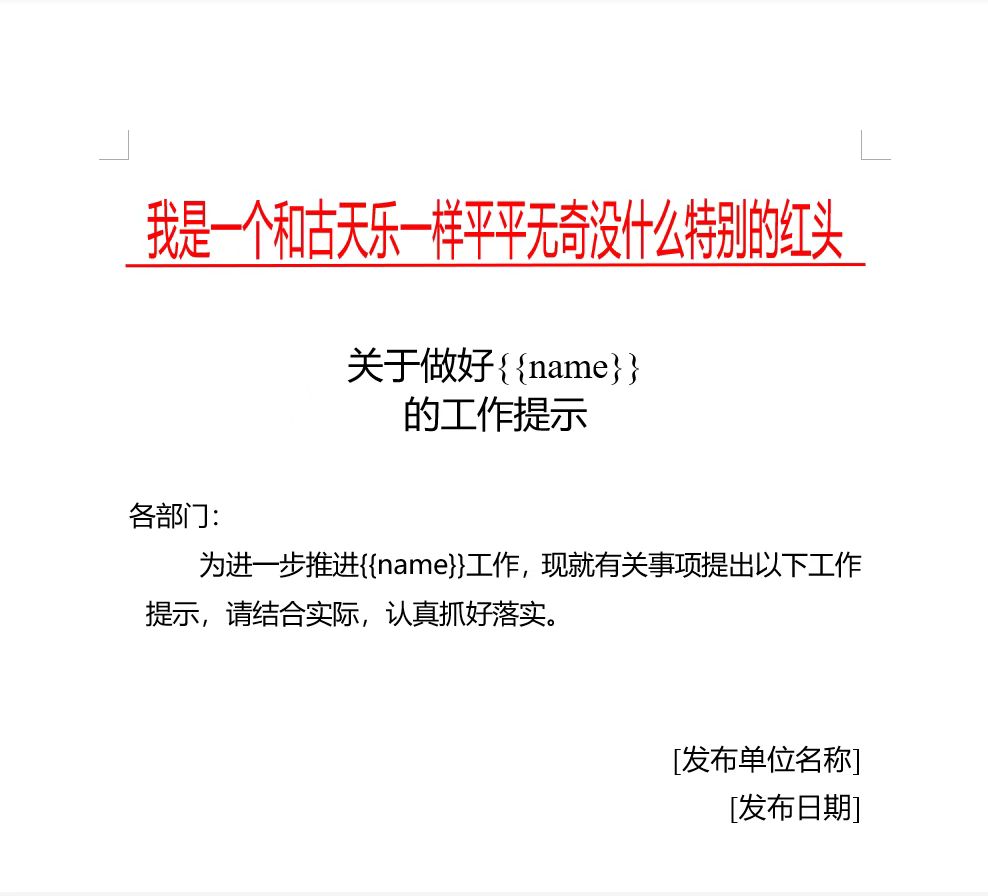 我是一个和古天乐一样平平无奇没什么特别的红头
关于做好{{name}}
的工作提示
各部门：
为进一步推进{{name}}工作，现就有关事项提出以下工作
提示，请结合实际，认真抓好落实。
[发布单位名称]
[发布日期]